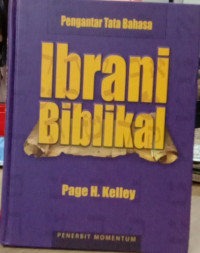 Pengantar Tata Bahasa
Ibrani
Biblikal
Page H. Kelley
PENERBIT MOMENTUM